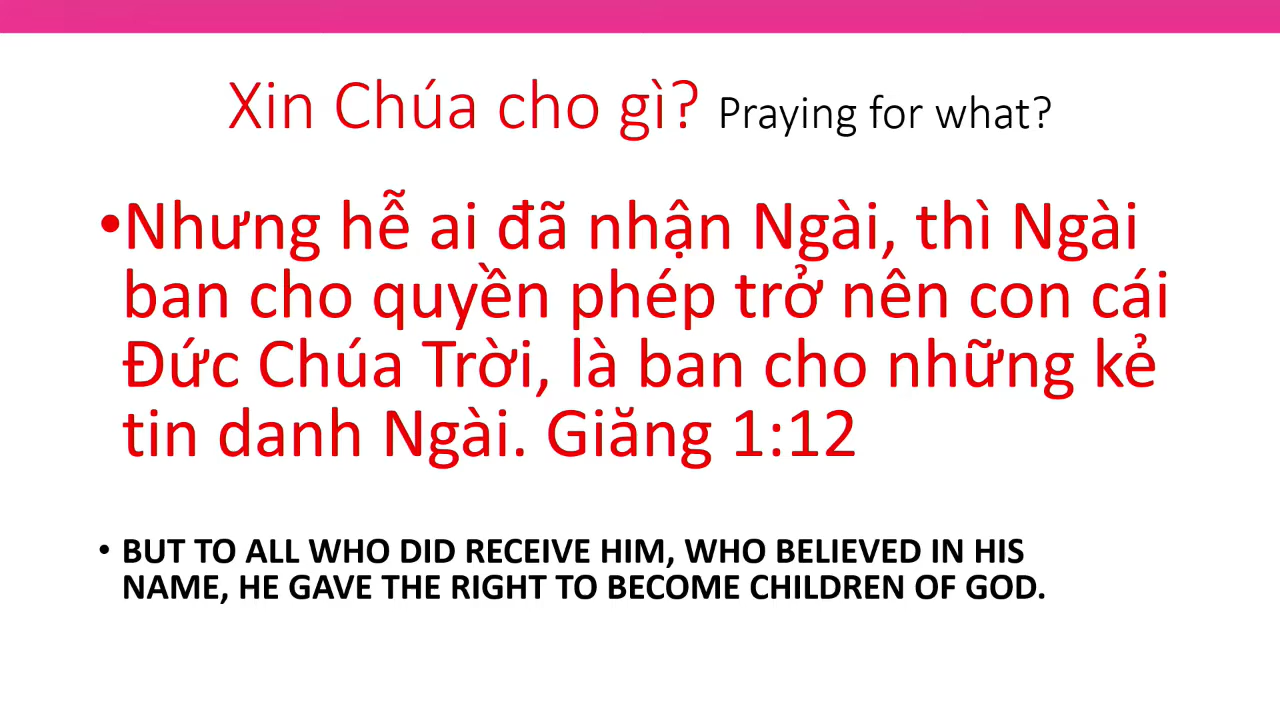 Xin Chúa cho gì? Praying for what?
•Nhưng hễ ai đã nhận Ngài, thì Ngài
ban cho quyền phép trở nên con cái
Đức Chúa Trời, là ban cho những kẻ
tin danh Ngài. Giăng 1:12
• BUT TO ALL WHO DID RECEIVE HIM, WHO BELIEVED IN HIS
NAME, HE GAVE THE RIGHT TO BECOME CHILDREN OF GOD.